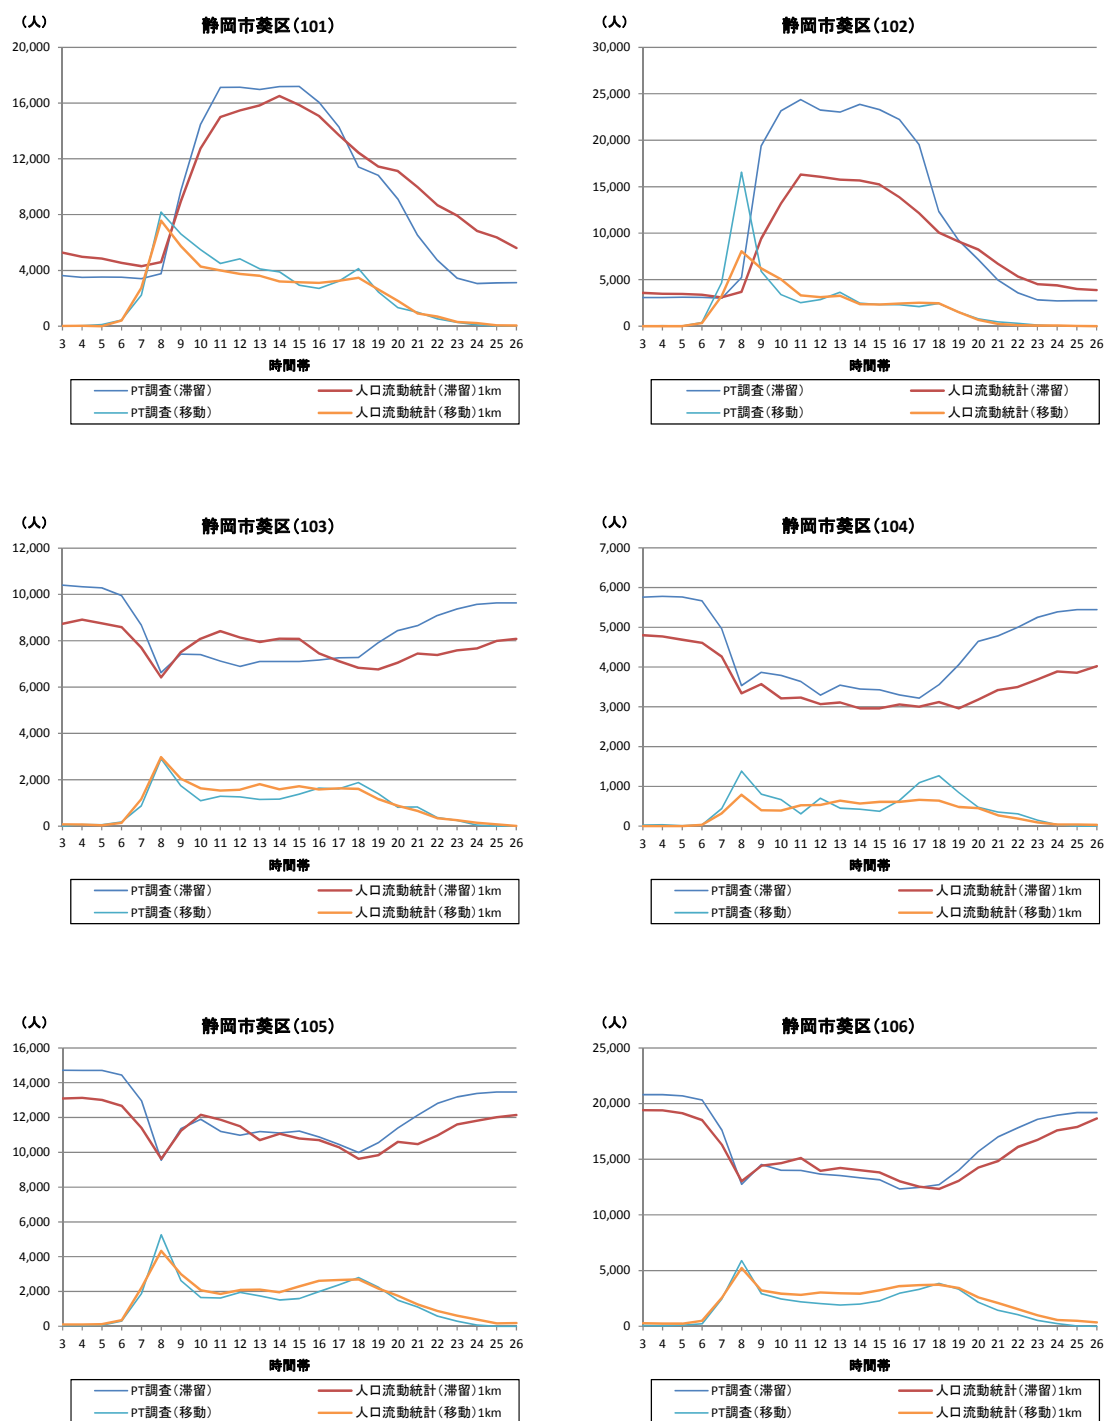 (人)
静岡市葵区(101)
20,000
16,000
12,000
8,000
4,000
0
3 4 5 6 7 8 9 10 11 12 13 14 15 16 17 18 19 20 21 22 23 24 25 26
時間帯
PT調査(滞留) 人口流動統計(滞留)1km
PT調査(移動) 人口流動統計(移動)1km
(人)
静岡市葵区(102)
30,000
25,000
20,000
15,000
10,000
5,000
0
3 4 5 6 7 8 9 10 11 12 13 14 15 16 17 18 19 20 21 22 23 24 25 26
時間帯
PT調査(滞留) 人口流動統計(滞留)
PT調査(移動) 人口流動統計(移動)
(人)
静岡市葵区(103)
12,000
10,000
8,000
6,000
4,000
2,000
0
3 4 5 6 7 8 9 10 11 12 13 14 15 16 17 18 19 20 21 22 23 24 25 26
時間帯
PT調査(滞留) 人口流動統計(滞留)1km
PT調査(移動) 人口流動統計(移動)1km
(人)
静岡市葵区(104)
7,000
6,000
5,000
4,000
3,000
2,000
1,000
0
3 4 5 6 7 8 9 10 11 12 13 14 15 16 17 18 19 20 21 22 23 24 25 26
時間帯
PT調査(滞留) 人口流動統計(滞留)1km
PT調査(移動) 人口流動統計(移動)1km
(人)
静岡市葵区(105)
16,000
14,000
12,000
10,000
8,000
6,000
4,000
2,000
0
3 4 5 6 7 8 9 10 11 12 13 14 15 16 17 18 19 20 21 22 23 24 25 26
時間帯
PT調査(滞留) 人口流動統計(滞留)1km
PT調査(移動) 人口流動統計(移動)1km
(人)
静岡市葵区(106)
25,000
20,000
15,000
10,000
5,000
0
3 4 5 6 7 8 9 10 11 12 13 14 15 16 17 18 19 20 21 22 23 24 25 26
時間帯
PT調査(滞留) 人口流動統計(滞留)1km
PT調査(移動) 人口流動統計(移動)1km